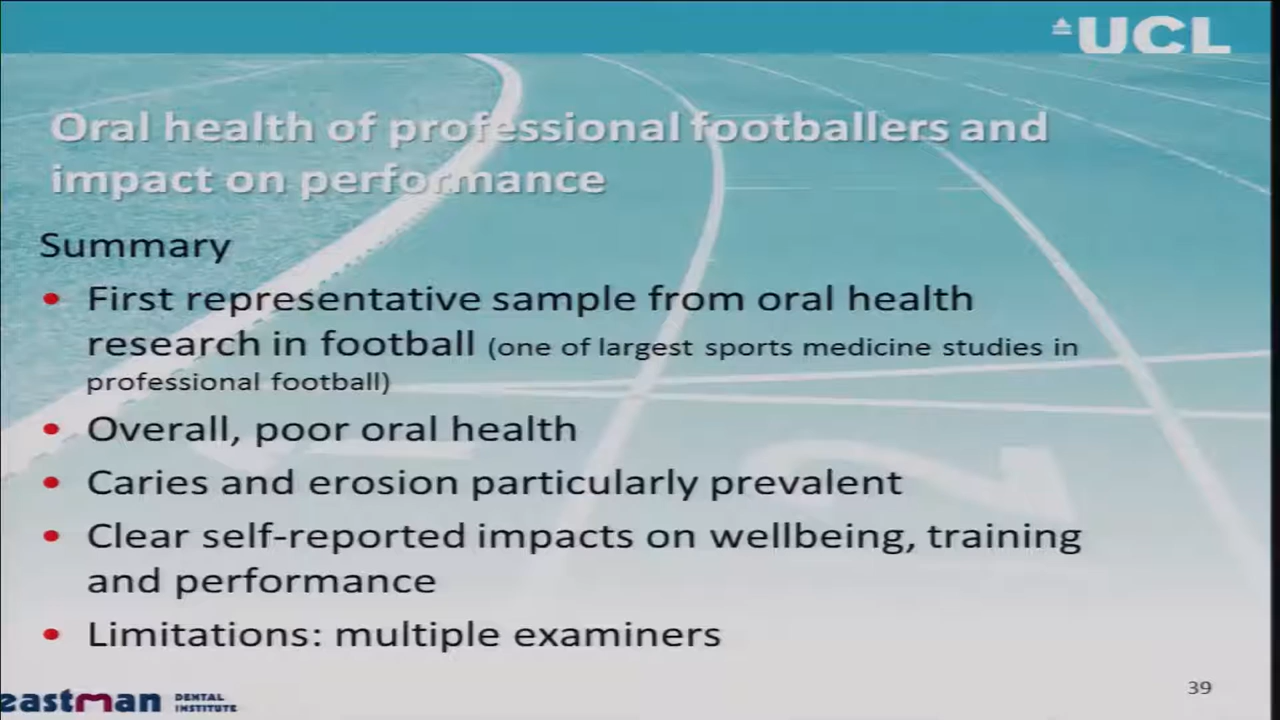 UCL
Oral health of professional footballers and
impact on performance
Summary
• First representative sample from oral health
research in football (one of largest sports medicine studies in
professional football)
• Overall, poor oral health
• Caries and erosion particularly prevalent
• Clear self-reported impacts on wellbeing, training
and performance
• Limitations: multiple examiners
39
eastman DENTAL
INSTITUTE